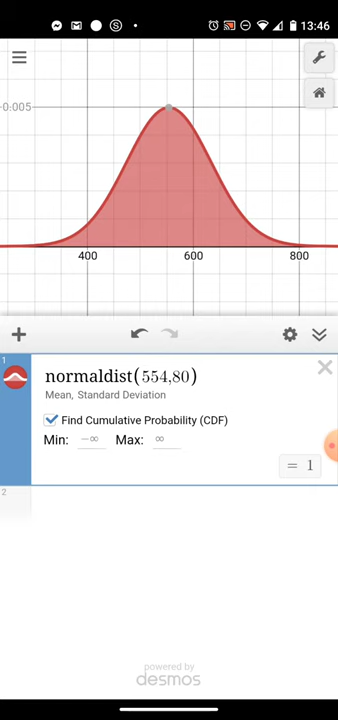 13:46
0.005
400 600 800
1
normaldist(554,80)
Mean, Standard Deviation
Find Cumulative Probability (CDF)
Min: −∞ Max: ∞
= 1
2
powered by
desmos